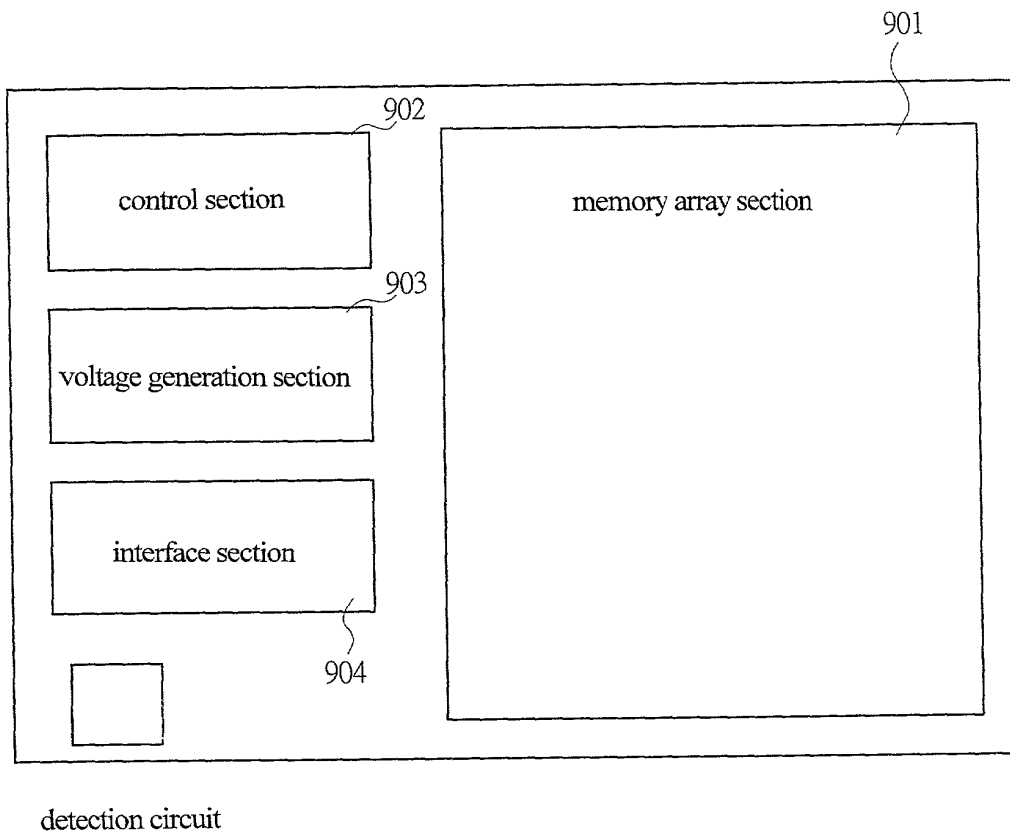 901
902
control section
memory array section
903
voltage generation section
interface section
904
detection circuit